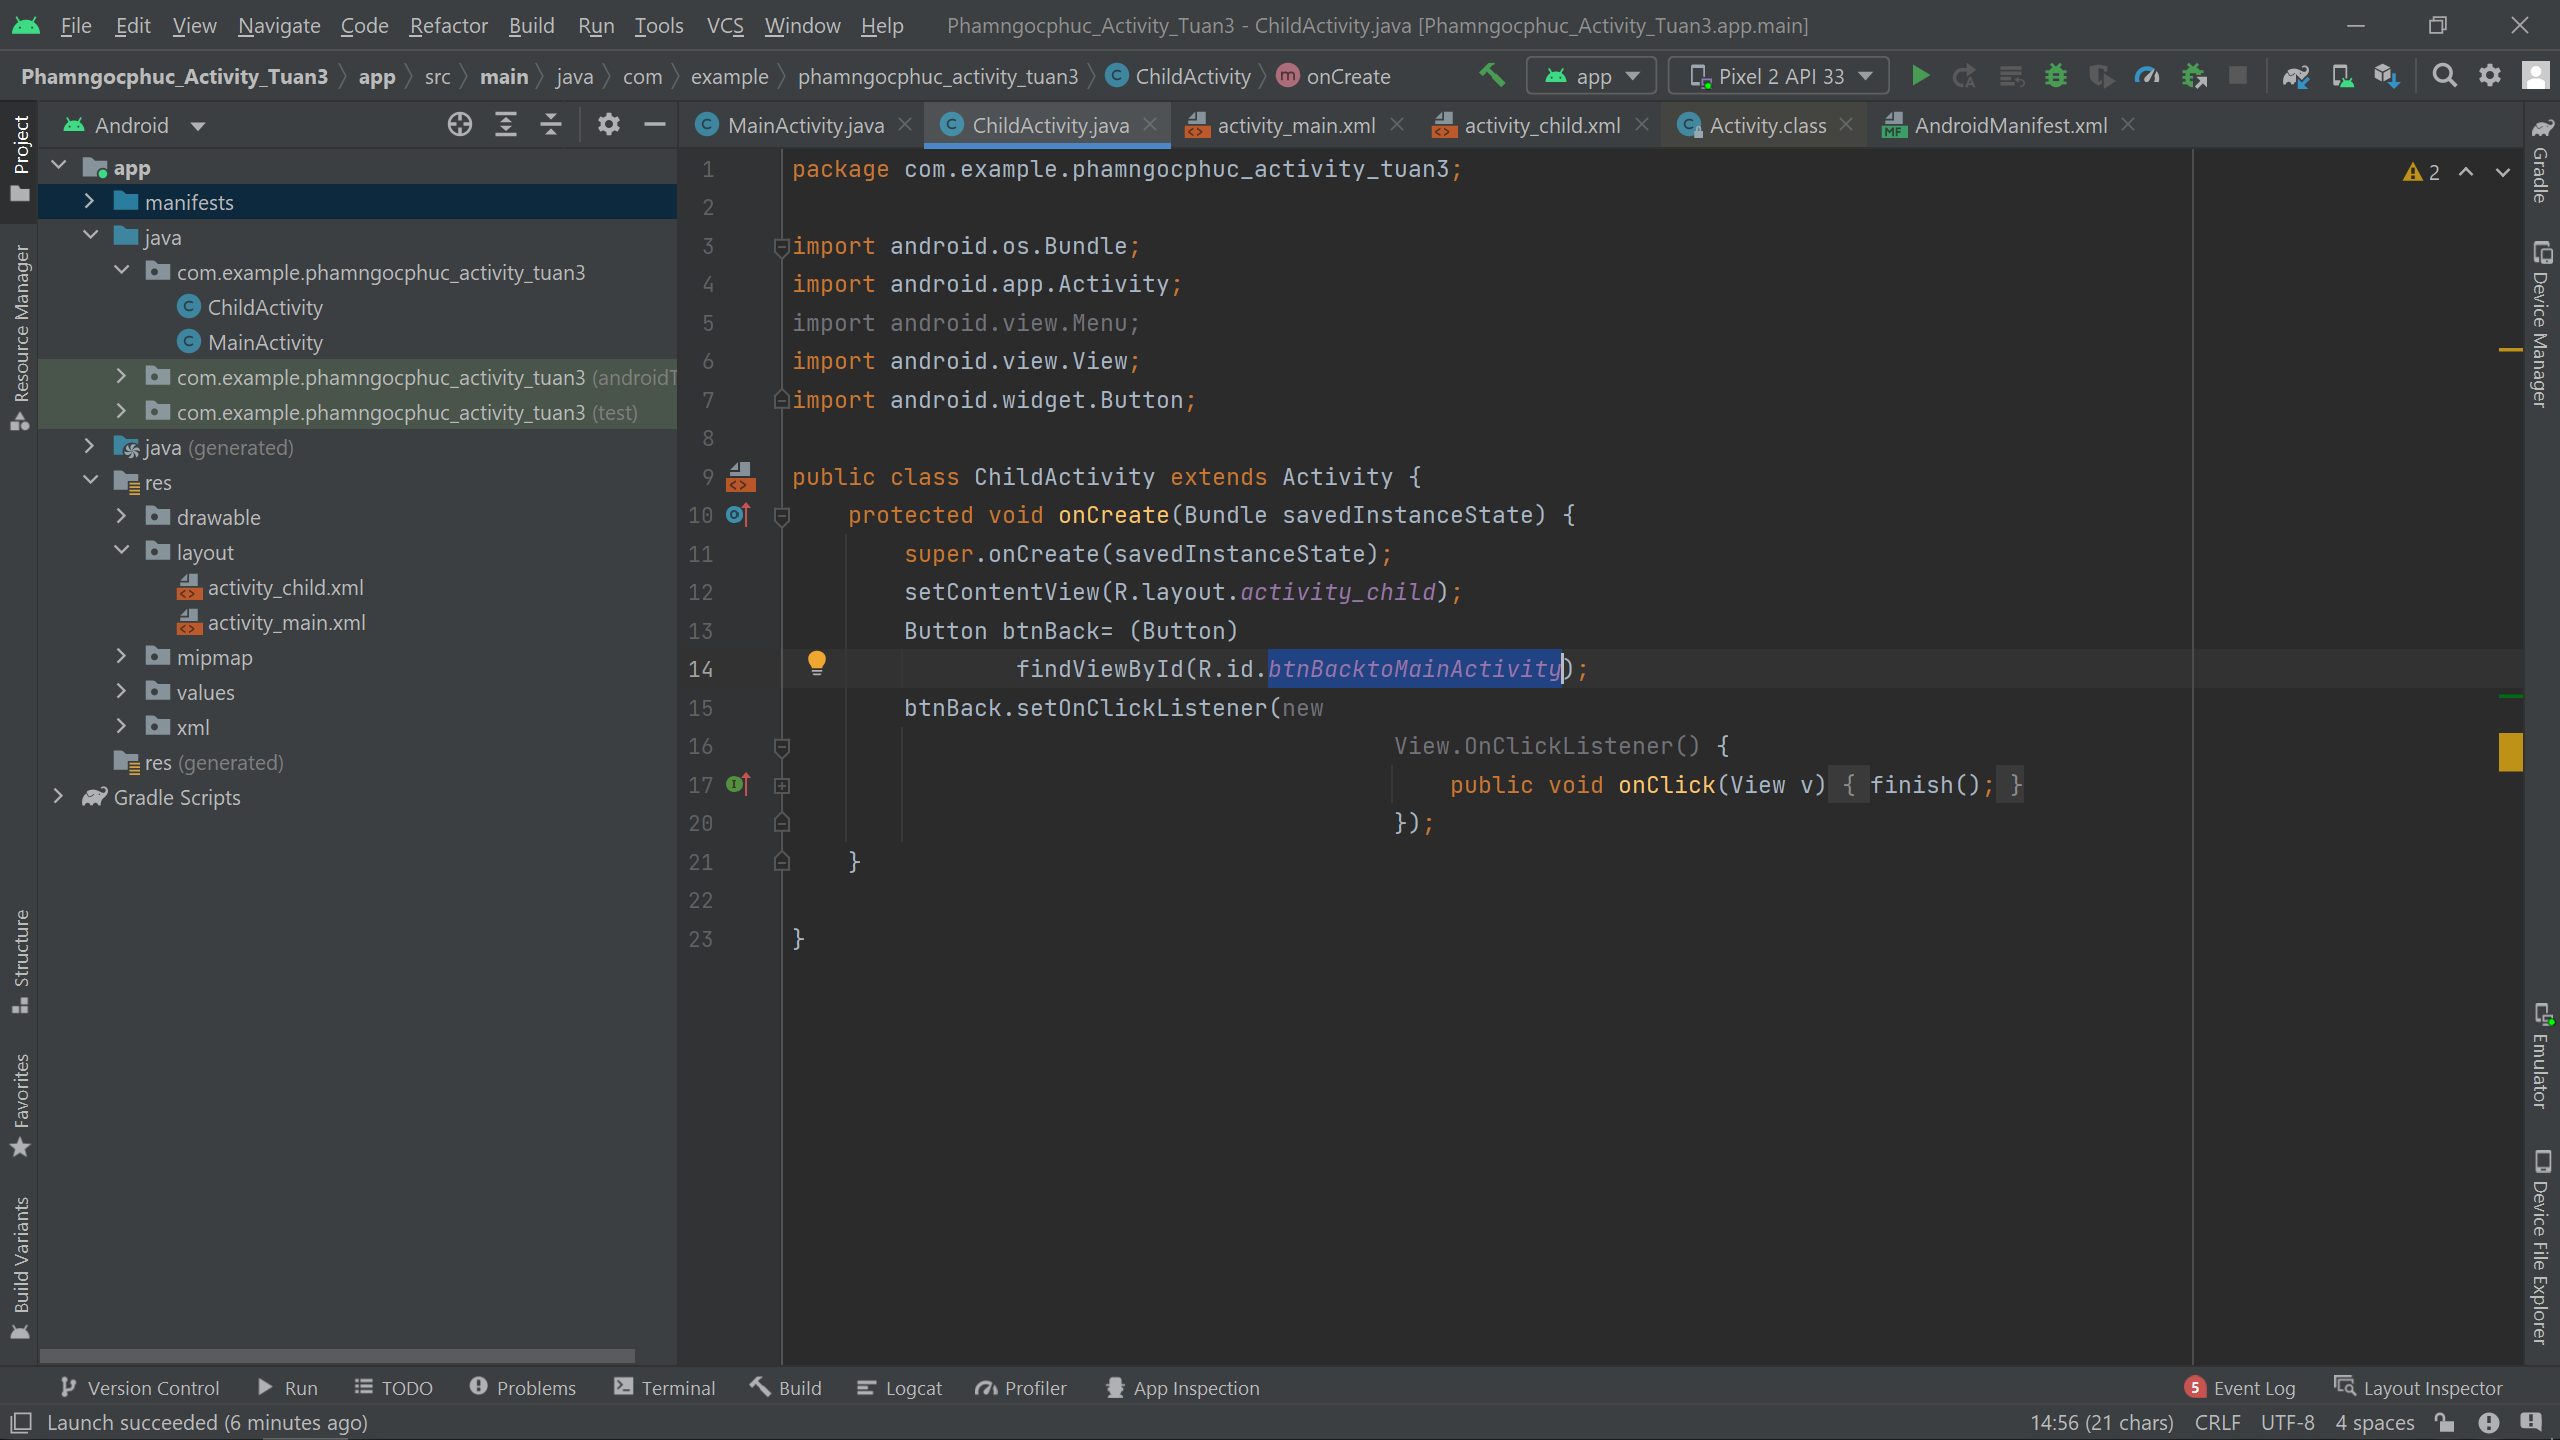 File Edit View Navigate Code Refactor Build Run Tools VCS Window Help Phamngocphuc_Activity_Tuan3 - ChildActivity.java [Phamngocphuc_Activity_Tuan3.app.main]
Phamngocphuc_Activity_Tuan3 app src main java com example phamngocphuc_activity_tuan3 ChildActivity onCreate app Pixel 2 API 33
Android
MainActivity.java ChildActivity.java activity_main.xml activity_child.xml Activity.class AndroidManifest.xml
Project
Resource Manager
Structure
Favorites
Build Variants
app
manifests
java
com.example.phamngocphuc_activity_tuan3
ChildActivity
MainActivity
com.example.phamngocphuc_activity_tuan3 (androidT
com.example.phamngocphuc_activity_tuan3 (test)
java (generated)
res
drawable
layout
activity_child.xml
activity_main.xml
mipmap
values
xml
res (generated)
Gradle Scripts
1 package com.example.phamngocphuc_activity_tuan3;
2
3 import android.os.Bundle;
4 import android.app.Activity;
5 import android.view.Menu;
6 import android.view.View;
7 import android.widget.Button;
8
9 public class ChildActivity extends Activity {
10 protected void onCreate(Bundle savedInstanceState) {
11 super.onCreate(savedInstanceState);
12 setContentView(R.layout.activity_child);
13 Button btnBack= (Button)
14 findViewById(R.id.btnBacktoMainActivity);
15 btnBack.setOnClickListener(new
16 View.OnClickListener() {
17 public void onClick(View v) { finish(); }
20 });
21 }
22
23 }
2
Gradle
Device Manager
Emulator
Device File Explorer
Version Control Run TODO Problems Terminal Build Logcat Profiler App Inspection 5 Event Log Layout Inspector
Launch succeeded (6 minutes ago) 14:56 (21 chars) CRLF UTF-8 4 spaces